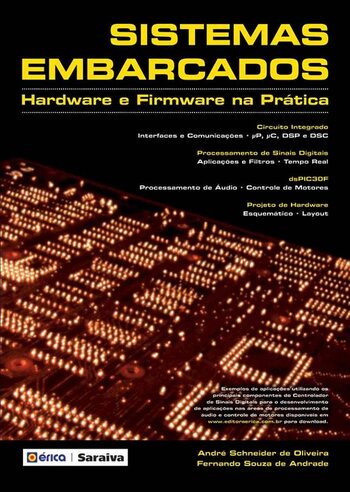 SISTEMAS
EMBARCADOS
Hardware e Firmware na Prática
Circuito Integrado
Interfaces e Comunicações • µP, µC, DSP e DSC
Processamento de Sinais Digitais
Aplicações e Filtros • Tempo Real
dsPIC30F
Processamento de Áudio • Controle de Motores
Projeto de Hardware
Esquemático • Layout
Exemplos de aplicações utilizando os
principais componentes do Controlador
de Sinais Digitais para o desenvolvimento
de aplicações nas áreas de processamento de
áudio e controle de motores disponíveis em
www.editoraerica.com.br para download.
érica | Saraiva
André Schneider de Oliveira
Fernando Souza de Andrade